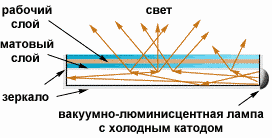 рабочий
слой
свет
матовый
слой
зеркало
вакуумно-люминисцентная лампа
с холодным катодом